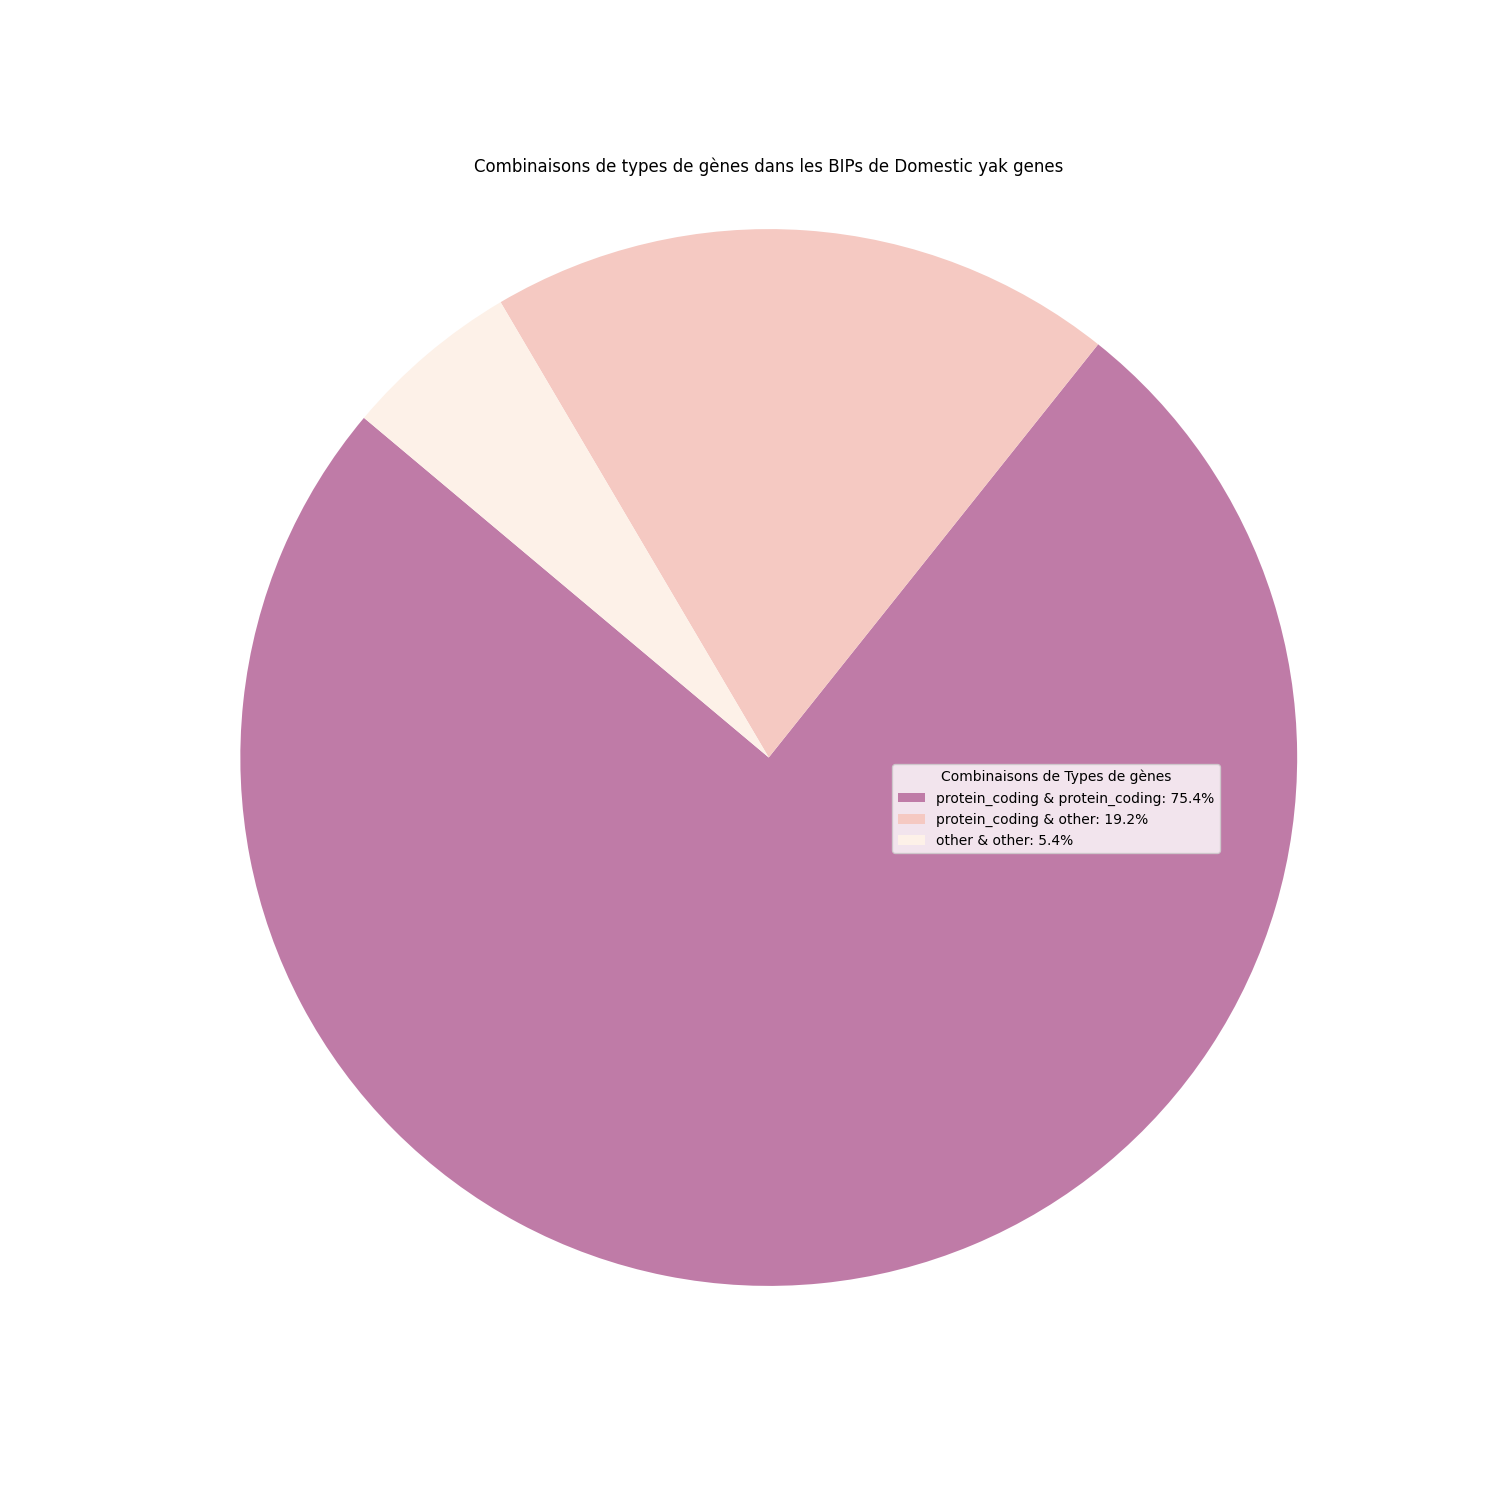 Combinaisons de types de gènes dans les BIPs de Domestic yak genes
Combinaisons de Types de gènes
protein_coding & protein_coding: 75.4%
protein_coding & other: 19.2%
other & other: 5.4%